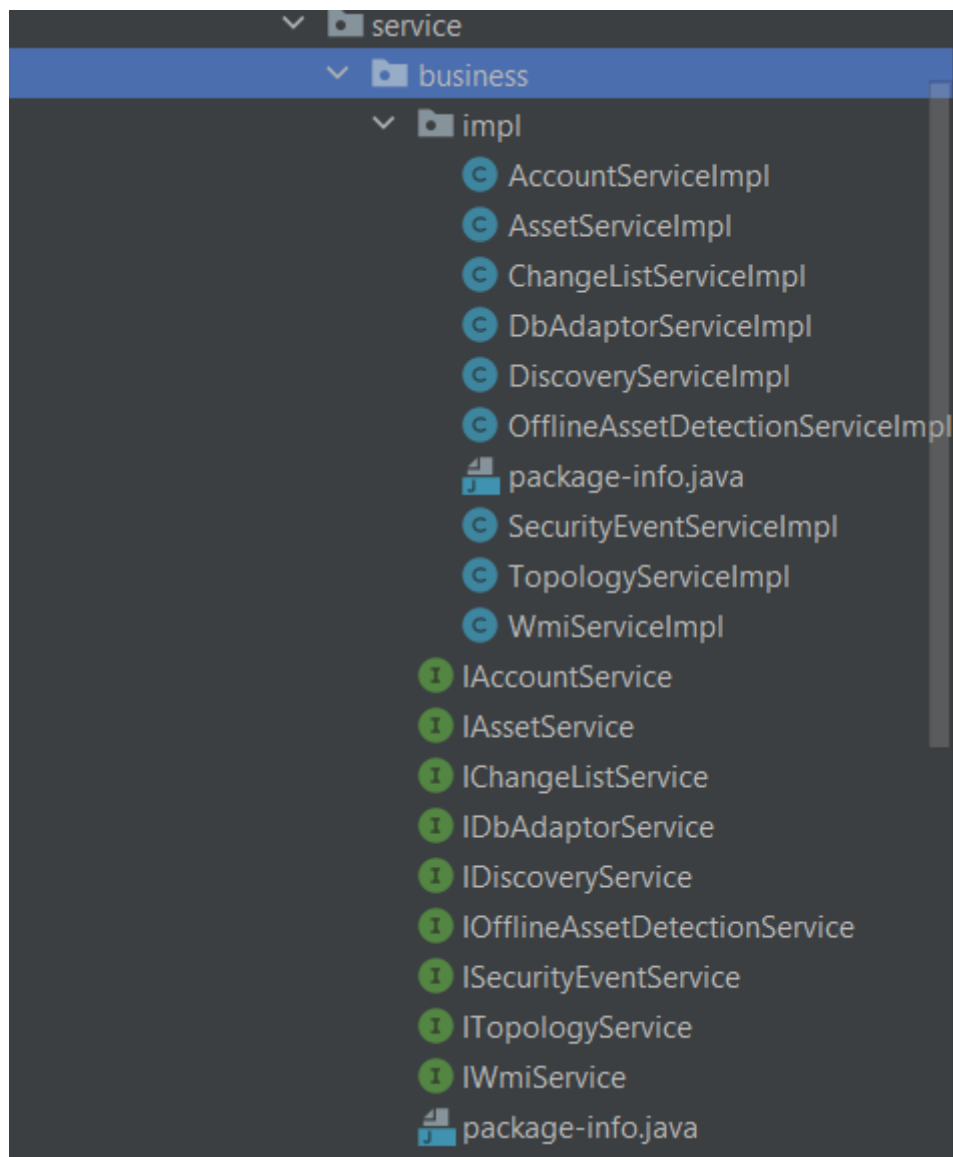 service
business
impl
AccountServiceImpl
AssetServiceImpl
ChangeListServiceImpl
DbAdaptorServiceImpl
DiscoveryServiceImpl
OfflineAssetDetectionServiceImpl
package-info.java
SecurityEventServiceImpl
TopologyServiceImpl
WmiServiceImpl
IAccountService
IAssetService
IChangeListService
IDbAdaptorService
IDiscoveryService
IOfflineAssetDetectionService
ISecurityEventService
ITopologyService
IWmiService
package-info.java